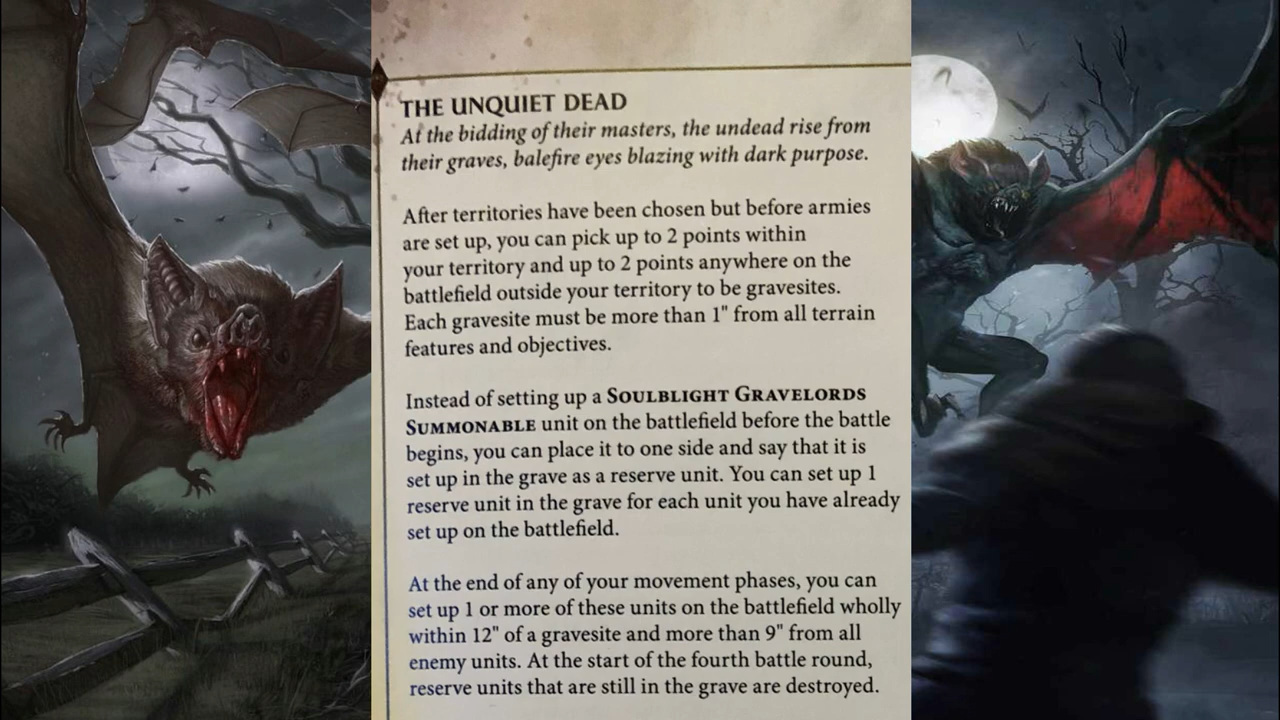 THE UNQUIET DEAD
At the bidding of their masters, the undead rise from
their graves, balefire eyes blazing with dark purpose.
After territories have been chosen but before armies
are set up, you can pick up to 2 points within
your territory and up to 2 points anywhere on the
battlefield outside your territory to be gravesites.
Each gravesite must be more than 1" from all terrain
features and objectives.
Instead of setting up a SOULBLIGHT GRAVELORDS
SUMMONABLE unit on the battlefield before the battle
begins, you can place it to one side and say that it is
set up in the grave as a reserve unit. You can set up 1
reserve unit in the grave for each unit you have already
set up on the battlefield.
At the end of any of your movement phases, you can
set up 1 or more of these units on the battlefield wholly
within 12" of a gravesite and more than 9" from all
enemy units. At the start of the fourth battle round,
reserve units that are still in the grave are destroyed.